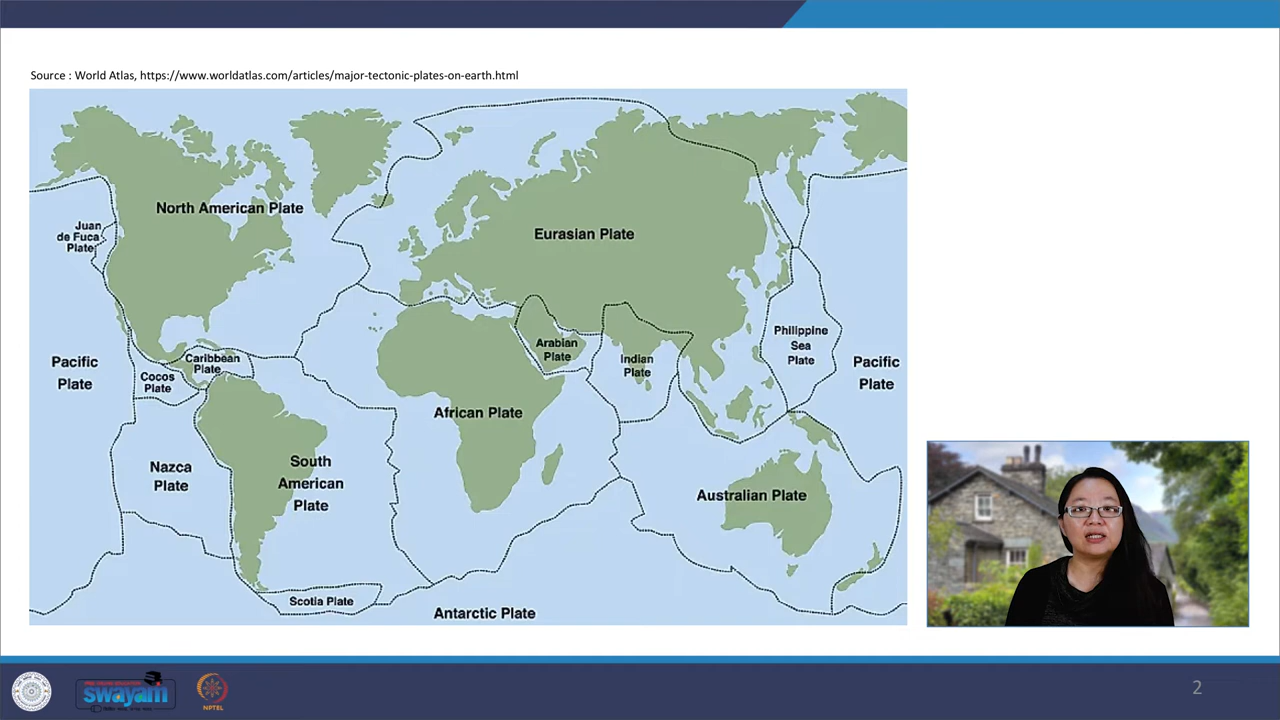 Source : World Atlas, https://www.worldatlas.com/articles/major-tectonic-plates-on-earth.html
North American Plate
Juan
de Fuca
Plate
Eurasian Plate
Pacific
Plate
Caribbean
Plate
Cocos
Plate
Arabian
Plate
Indian
Plate
Philippine
Sea
Plate
Pacific
Plate
African Plate
Nazca
Plate
South
American
Plate
Australian Plate
Scotia Plate
Antarctic Plate
swayam
NPTEL
2